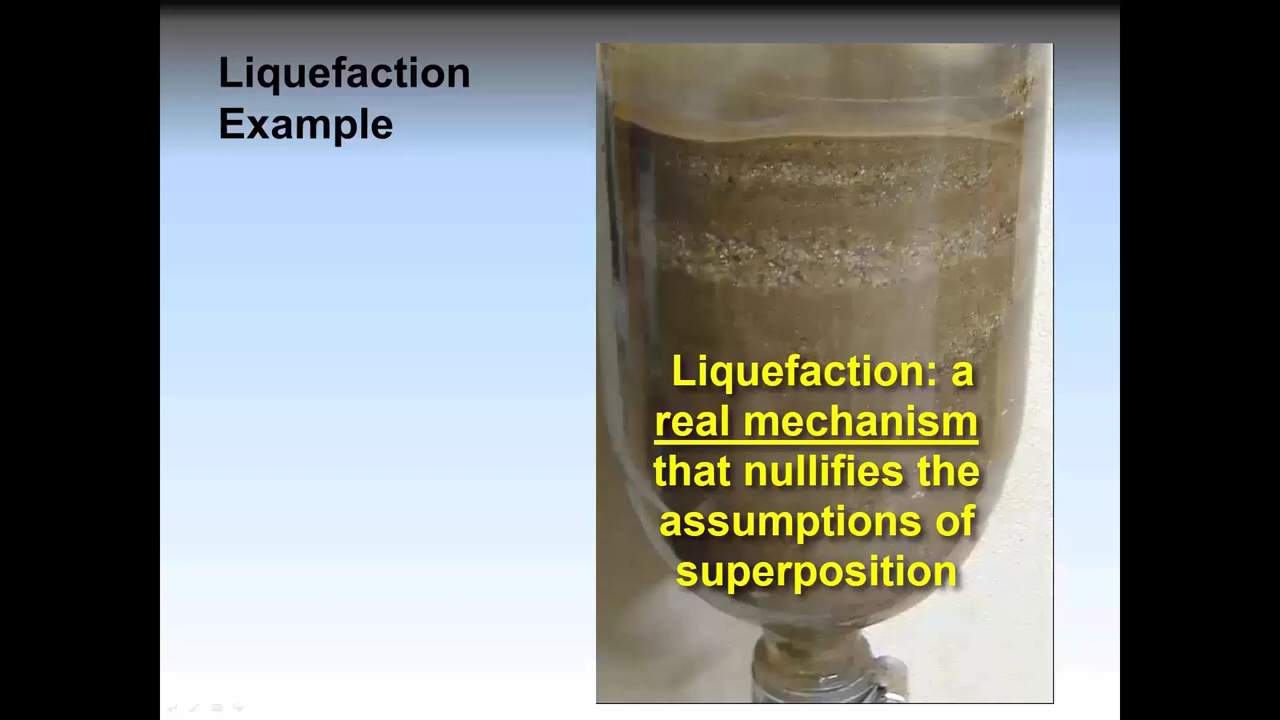 Liquefaction
Example
Liquefaction: a
real mechanism
that nullifies the
assumptions of
superposition